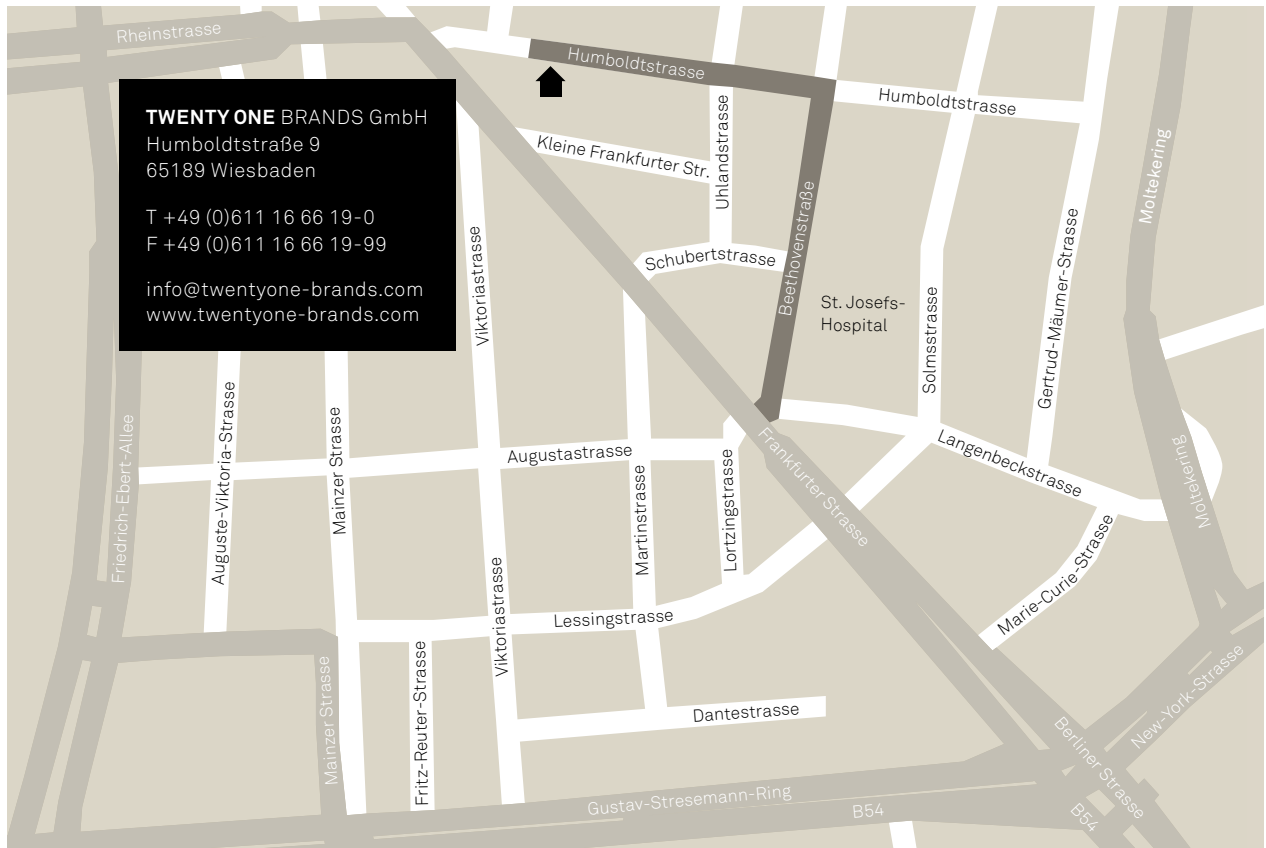 Rheinstrasse
Humboldtstrasse
Humboldtstrasse
TWENTY ONE BRANDS GmbH
Humboldtstraße 9
65189 Wiesbaden
T +49 (0)611 16 66 19-0
F +49 (0)611 16 66 19-99
info@twentyone-brands.com
www.twentyone-brands.com
Kleine Frankfurter Str.
Uhlandstrasse
Moltekering
Schubertstrasse
Beethovenstraße
Viktoriastrasse
St. Josefs-
Hospital
Solmsstrasse
Gertrud-Mäumer-Strasse
Friedrich-Ebert-Allee
Auguste-Viktoria-Strasse
Mainzer Strasse
Augustastrasse
Martinstrasse
Lortzingstrasse
Frankfurter Strasse
Langenbeckstrasse
Moltekering
Marie-Curie-Strasse
Lessingstrasse
Viktoriastrasse
Mainzer Strasse
Fritz-Reuter-Strasse
Dantestrasse
New-York-Strasse
Berliner Strasse
Gustav-Stresemann-Ring
B54
B54